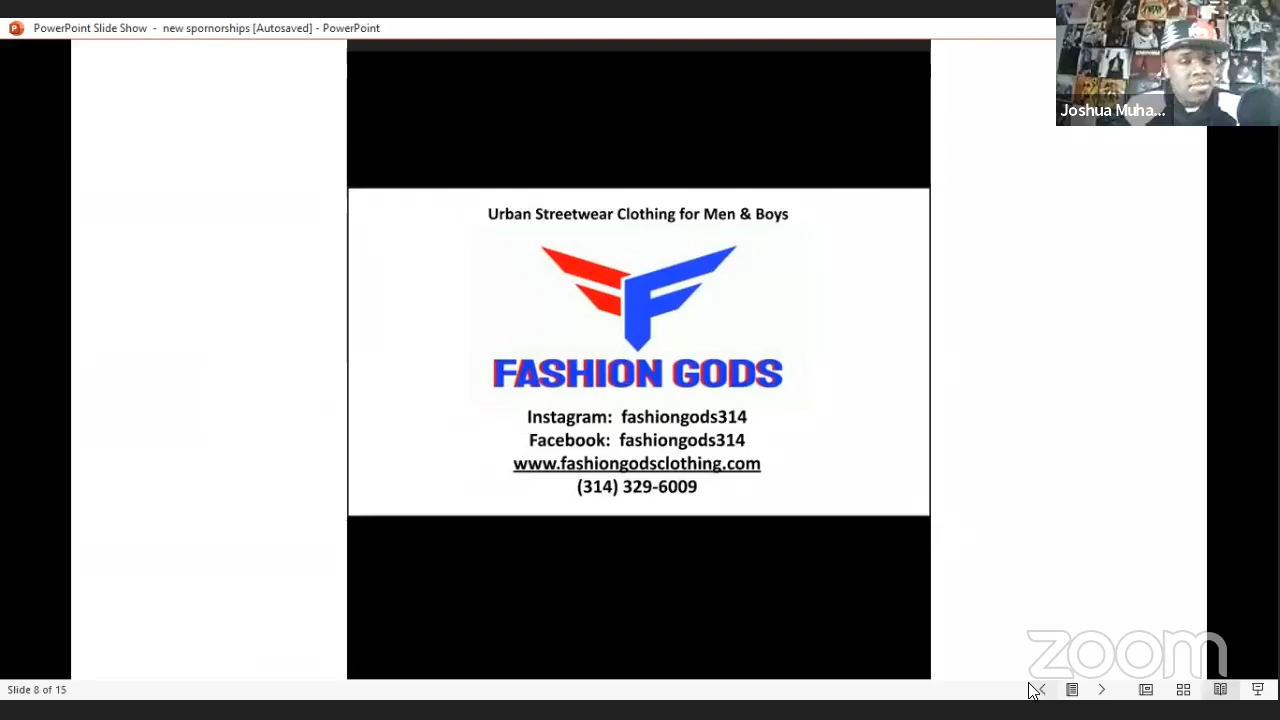 PowerPoint Slide Show - new spornorships [Autosaved] - PowerPoint
Joshua Muha...
Urban Streetwear Clothing for Men & Boys
FASHION GODS
Instagram: fashiongods314
Facebook: fashiongods314
www.fashiongodsclothing.com
(314) 329-6009
zoom
Slide 8 of 15